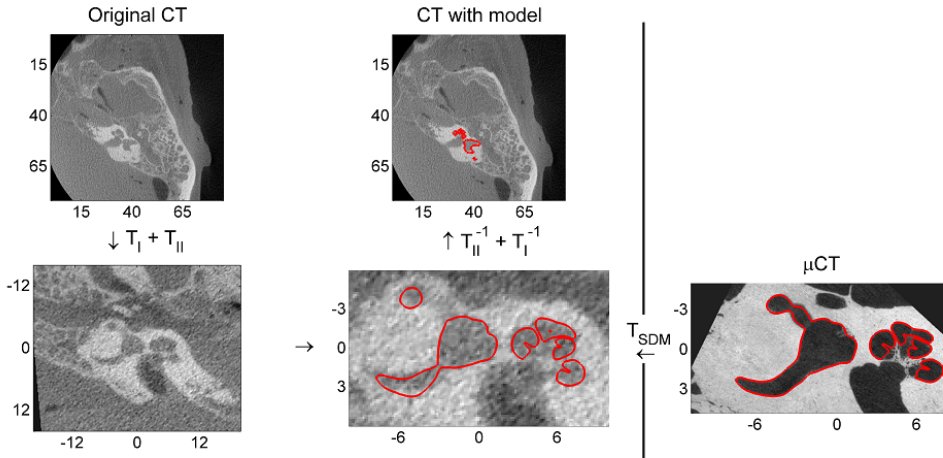 Original CT
CT with model
15
40
65
15 40 65
15
40
65
15 40 65
↓ T_I + T_II
↑ T_II^-1 + T_I^-1
μCT
-12
0
12
-12 0 12
→
-3
0
3
-6 0 6
T_SDM
←
-3
0
3
-6 0 6